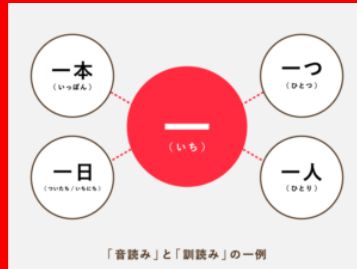 一本
(いっぽん)
一つ
(ひとつ)
一
(いち)
一日
(ついたち/いちにち)
一人
(ひとり)
「音読み」と「訓読み」の一例